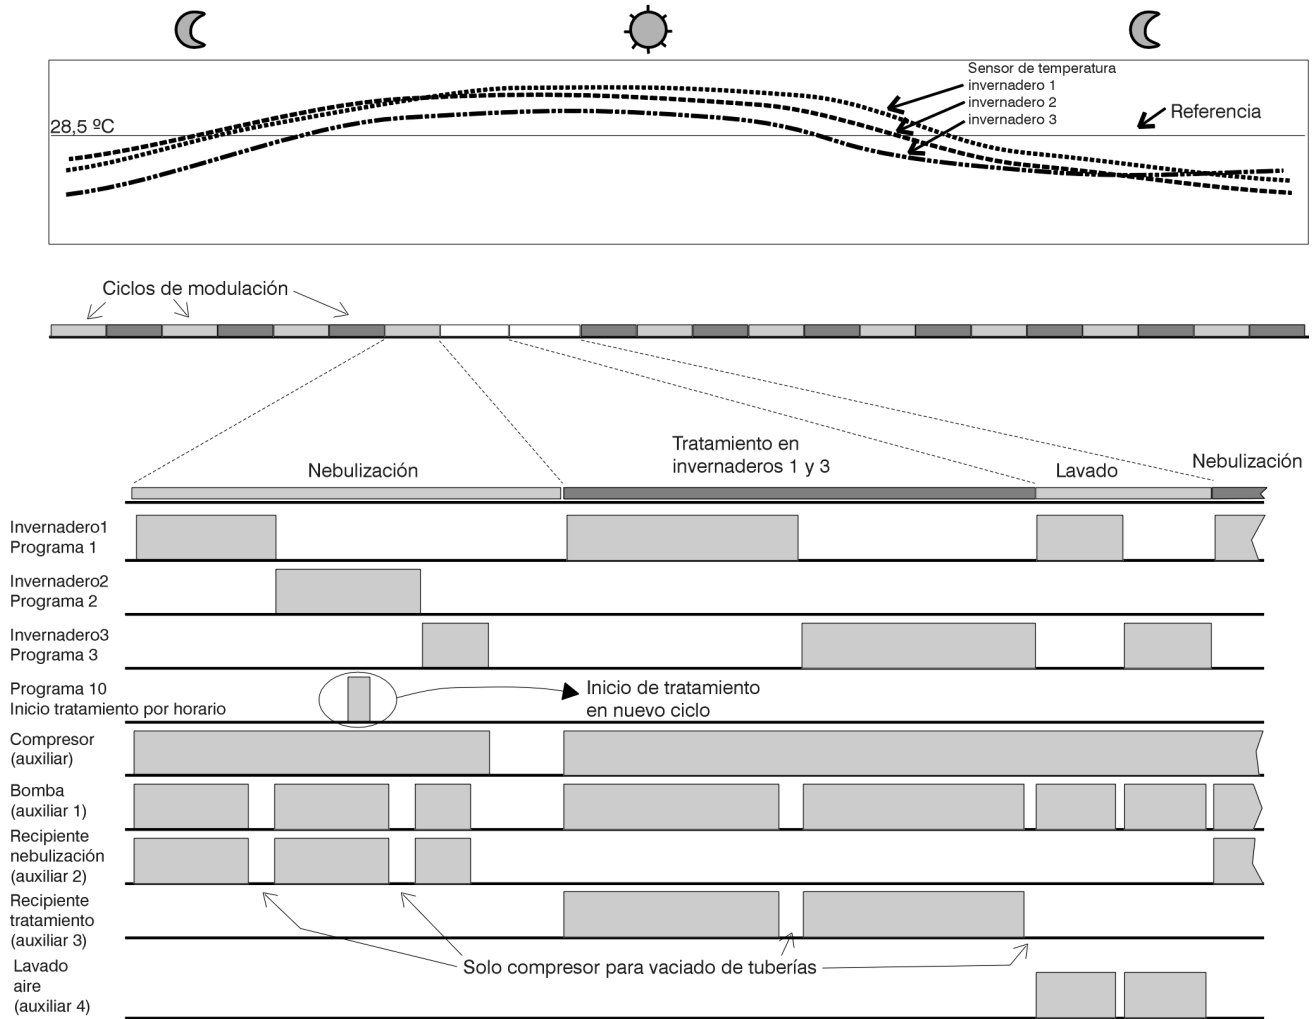 Sensor de temperatura
invernadero 1
invernadero 2
invernadero 3
Referencia
28,5 ºC
Ciclos de modulación
Nebulización
Tratamiento en
invernaderos 1 y 3
Lavado
Nebulización
Invernadero1
Programa 1
Invernadero2
Programa 2
Invernadero3
Programa 3
Programa 10
Inicio tratamiento por horario
Inicio de tratamiento
en nuevo ciclo
Compresor
(auxiliar)
Bomba
(auxiliar 1)
Recipiente
nebulización
(auxiliar 2)
Recipiente
tratamiento
(auxiliar 3)
Solo compresor para vaciado de tuberías
Lavado
aire
(auxiliar 4)